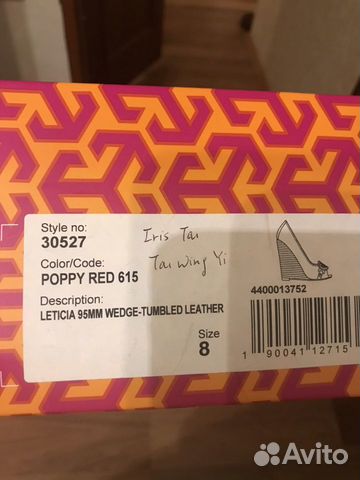 Style no:
30527
Iris Tai
Color/Code:
Tai Wing Yi
POPPY RED 615
4400013752
Description:
LETICIA 95MM WEDGE-TUMBLED LEATHER
Size
8
1 90041 12715
Avito